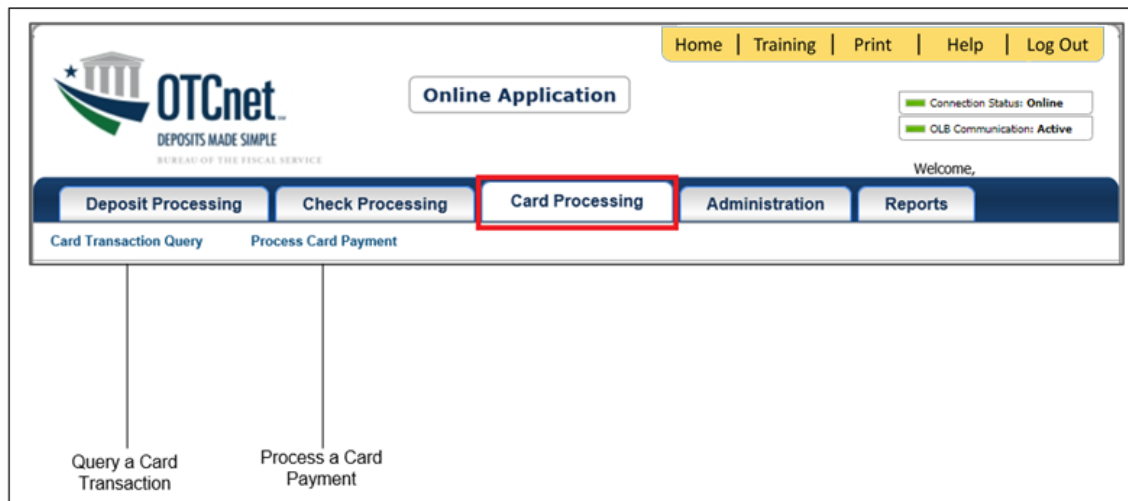 Home | Training | Print | Help | Log Out
OTCnet
DEPOSITS MADE SIMPLE
BUREAU OF THE FISCAL SERVICE
Online Application
Connection Status: Online
OLB Communication: Active
Welcome,
Deposit Processing Check Processing Card Processing Administration Reports
Card Transaction Query Process Card Payment
Query a Card
Transaction
Process a Card
Payment